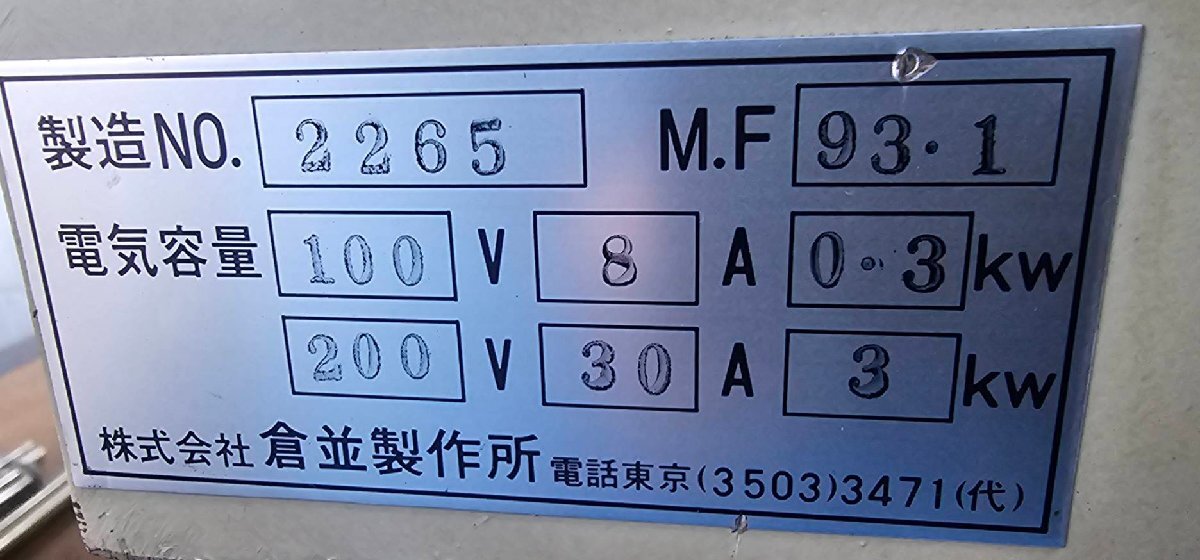 製造NO. 2265 M.F 93.1
電気容量 100 V 8 A 0.3 kw
200 V 30 A 3 kw
株式会社 倉並製作所 電話東京(3503)3471(代)